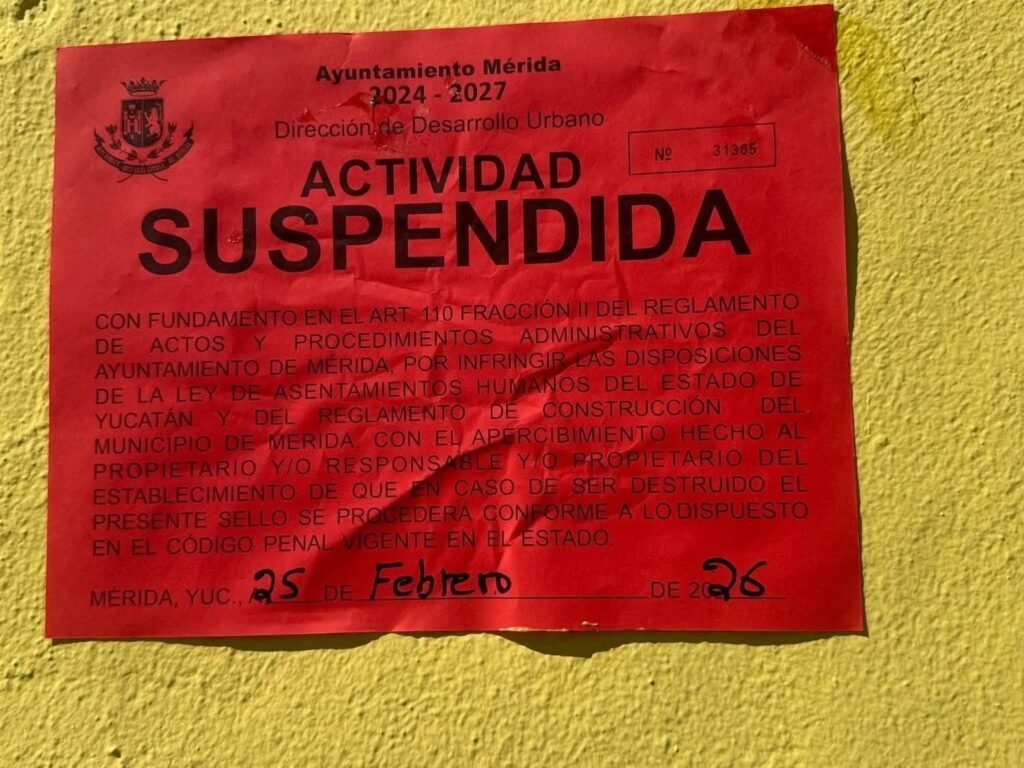 Ayuntamiento Mérida
2024 - 2027
Dirección de Desarrollo Urbano
Nº 31385
ACTIVIDAD
SUSPENDIDA
CON FUNDAMENTO EN EL ART. 110 FRACCIÓN II DEL REGLAMENTO
DE ACTOS Y PROCEDIMIENTOS ADMINISTRATIVOS DEL
AYUNTAMIENTO DE MÉRIDA, POR INFRINGIR LAS DISPOSICIONES
DE LA LEY DE ASENTAMIENTOS HUMANOS DEL ESTADO DE
YUCATÁN Y DEL REGLAMENTO DE CONSTRUCCIÓN DEL
MUNICIPIO DE MÉRIDA. CON EL APERCIBIMIENTO HECHO AL
PROPIETARIO Y/O RESPONSABLE Y/O PROPIETARIO DEL
ESTABLECIMIENTO DE QUE EN CASO DE SER DESTRUIDO EL
PRESENTE SELLO SE PROCEDERA CONFORME A LO DISPUESTO
EN EL CÓDIGO PENAL VIGENTE EN EL ESTADO.
MÉRIDA, YUC., 25 DE Febrero DE 2026